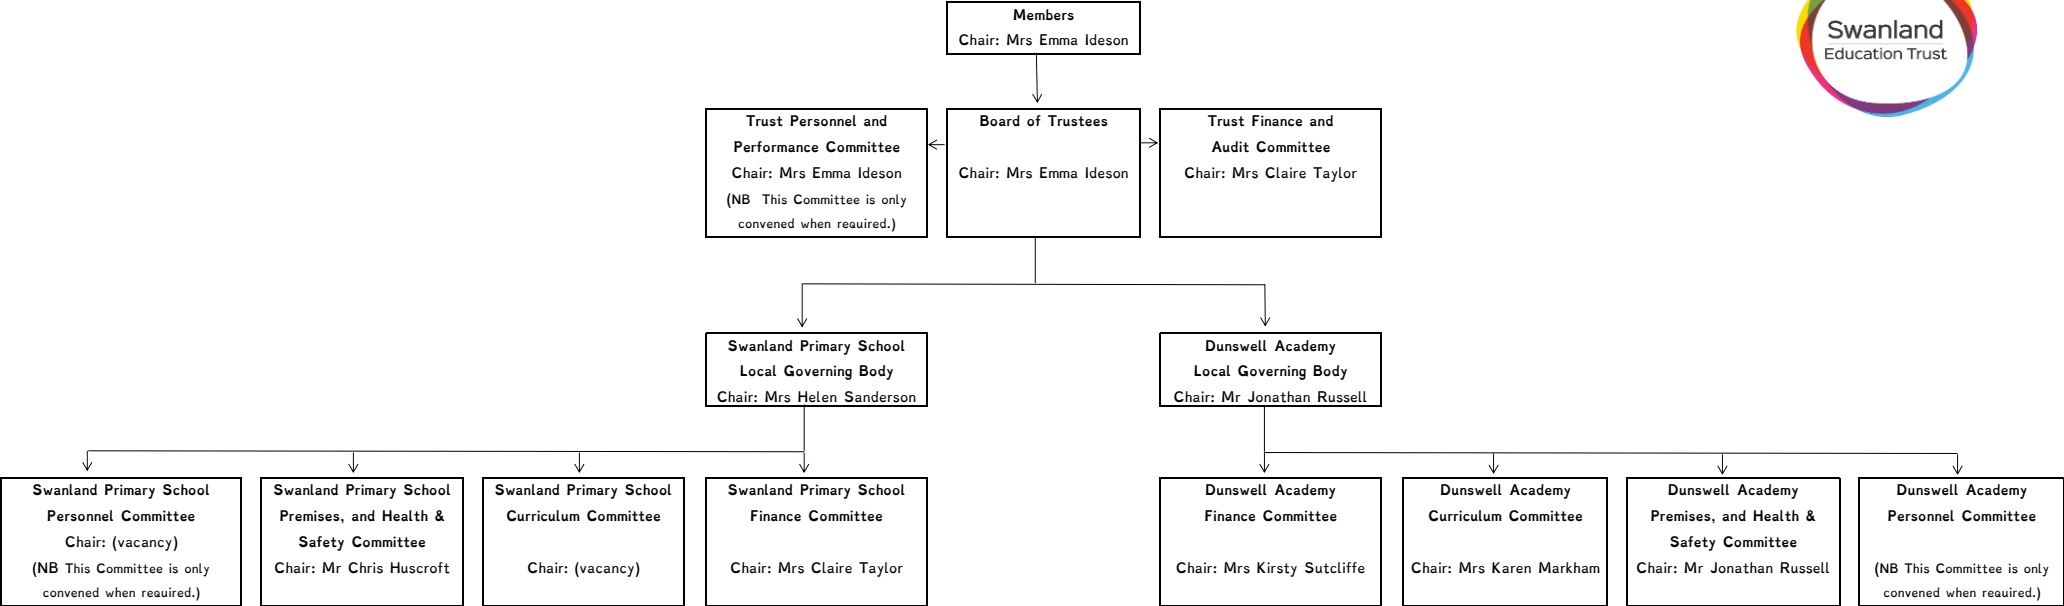 Members
Chair: Mrs Emma Ideson
Swanland
Education Trust
Trust Personnel and
Performance Committee
Chair: Mrs Emma Ideson
(NB This Committee is only
convened when required.)
Board of Trustees
Chair: Mrs Emma Ideson
Trust Finance and
Audit Committee
Chair: Mrs Claire Taylor
Swanland Primary School
Local Governing Body
Chair: Mrs Helen Sanderson
Dunswell Academy
Local Governing Body
Chair: Mr Jonathan Russell
Swanland Primary School
Personnel Committee
Chair: (vacancy)
(NB This Committee is only
convened when required.)
Swanland Primary School
Premises, and Health &
Safety Committee
Chair: Mr Chris Huscroft
Swanland Primary School
Curriculum Committee
Chair: (vacancy)
Swanland Primary School
Finance Committee
Chair: Mrs Claire Taylor
Dunswell Academy
Finance Committee
Chair: Mrs Kirsty Sutcliffe
Dunswell Academy
Curriculum Committee
Chair: Mrs Karen Markham
Dunswell Academy
Premises, and Health &
Safety Committee
Chair: Mr Jonathan Russell
Dunswell Academy
Personnel Committee
(NB This Committee is only
convened when required.)